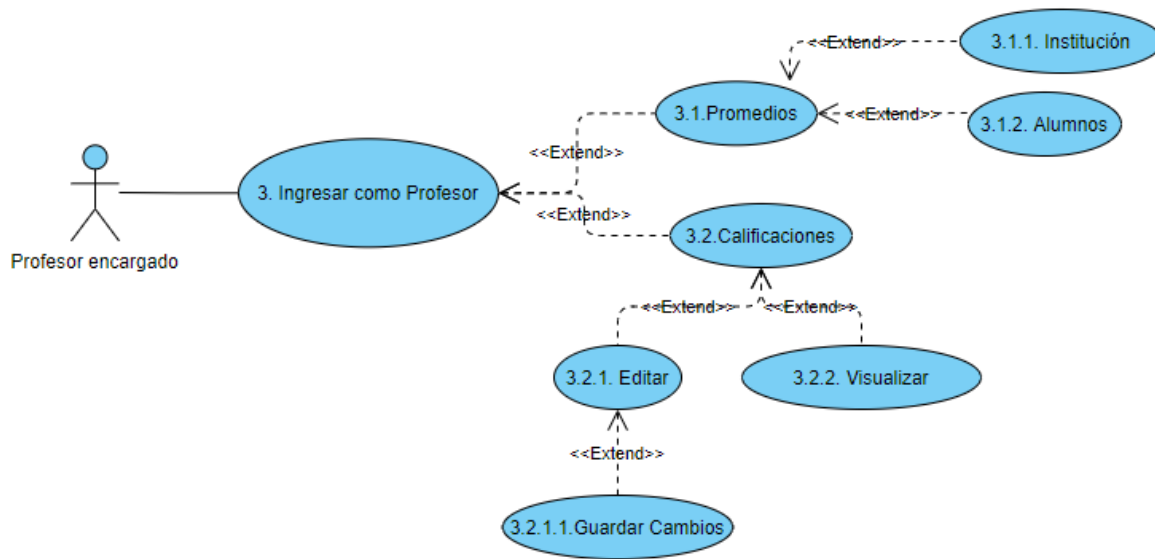 3.1.1. Institución
<<Extend>>
3.1.Promedios
<<Extend>>
3.1.2. Alumnos
<<Extend>>
3. Ingresar como Profesor
<<Extend>>
3.2.Calificaciones
Profesor encargado
<<Extend>>
<<Extend>>
3.2.1. Editar
3.2.2. Visualizar
<<Extend>>
3.2.1.1.Guardar Cambios